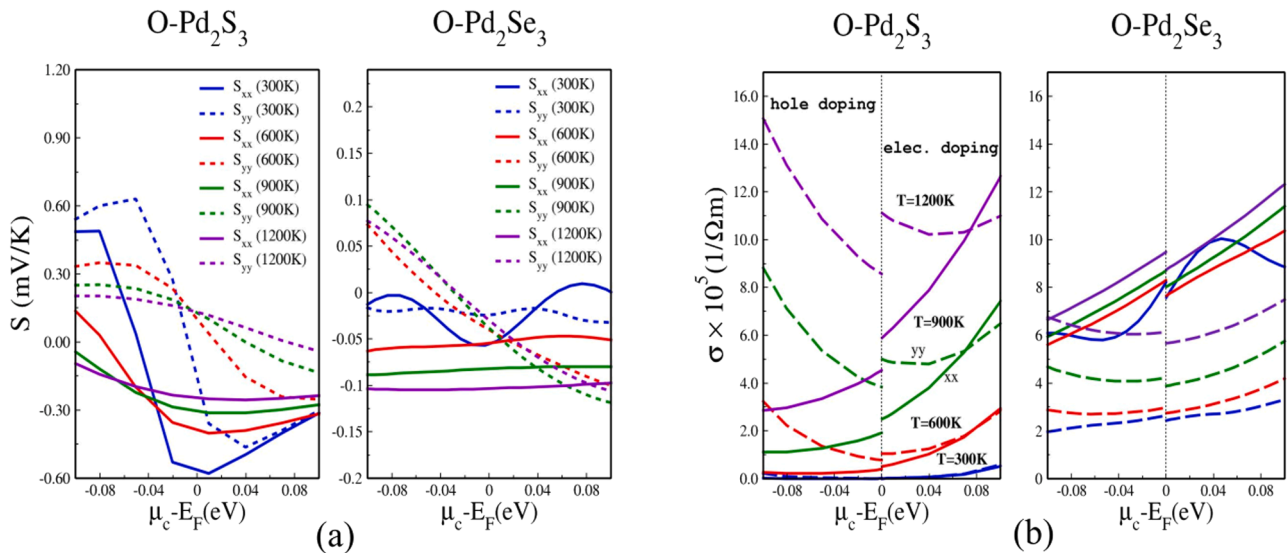 O-Pd2S3
O-Pd2Se3
S (mV/K)
1.20
0.90
0.60
0.30
0.00
-0.30
-0.60
Sxx (300K)
Syy (300K)
Sxx (600K)
Syy (600K)
Sxx (900K)
Syy (900K)
Sxx (1200K)
Syy (1200K)
-0.08 -0.04 0 0.04 0.08
μc-EF(eV)
0.2
0.15
0.1
0.05
0
-0.05
-0.1
-0.15
-0.2
Sxx (300K)
Syy (300K)
Sxx (600K)
Syy (600K)
Sxx (900K)
Syy (900K)
Sxx (1200K)
Syy (1200K)
-0.08 -0.04 0 0.04 0.08
μc-EF(eV)
(a)
O-Pd2S3
O-Pd2Se3
σ × 10^5 (1/Ωm)
16.0
14.0
12.0
10.0
8.0
6.0
4.0
2.0
0.0
hole doping
elec. doping
T=1200K
T=900K
yy
xx
T=600K
T=300K
-0.08 -0.04 0 0.04 0.08
μc-EF(eV)
16
14
12
10
8
6
4
2
0
-0.08 -0.04 0 0.04 0.08
μc-EF(eV)
(b)